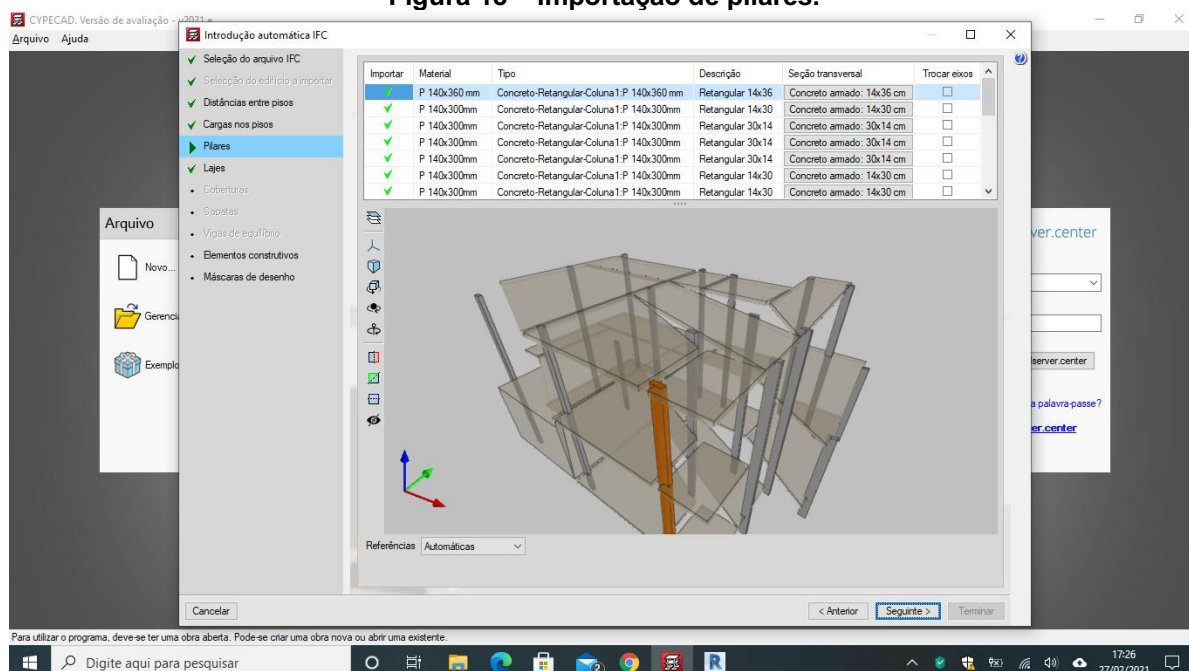 Figura 18 – Importação de pilares.
CYPECAD. Versão de avaliação - v2021.e
Arquivo Ajuda
Introdução automática IFC
Seleção do arquivo IFC
Selecção do edifício a importar
Distâncias entre pisos
Cargas nos pisos
Pilares
Lajes
Coberturas
Sapatas
Vigas de equilíbrio
Elementos construtivos
Máscaras de desenho
Importar Material Tipo Descrição Seção transversal Trocar eixos
P 140x360 mm Concreto-Retangular-Coluna1:P 140x360 mm Retangular 14x36 Concreto armado: 14x36 cm
P 140x300mm Concreto-Retangular-Coluna1:P 140x300mm Retangular 14x30 Concreto armado: 14x30 cm
P 140x300mm Concreto-Retangular-Coluna1:P 140x300mm Retangular 30x14 Concreto armado: 30x14 cm
P 140x300mm Concreto-Retangular-Coluna1:P 140x300mm Retangular 30x14 Concreto armado: 30x14 cm
P 140x300mm Concreto-Retangular-Coluna1:P 140x300mm Retangular 30x14 Concreto armado: 30x14 cm
P 140x300mm Concreto-Retangular-Coluna1:P 140x300mm Retangular 14x30 Concreto armado: 14x30 cm
P 140x300mm Concreto-Retangular-Coluna1:P 140x300mm Retangular 14x30 Concreto armado: 14x30 cm
Arquivo
Novo...
Gerenci
Exemplo
ver.center
server.center
a palavra-passe?
er.center
Referências Automáticas
Cancelar
< Anterior Seguinte > Terminar
Para utilizar o programa, deve-se ter uma obra aberta. Pode-se criar uma obra nova ou abrir uma existente.
Digite aqui para pesquisar
17:26
27/02/2021